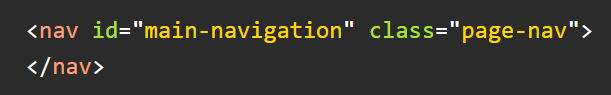 <nav id="main-navigation" class="page-nav">
</nav>